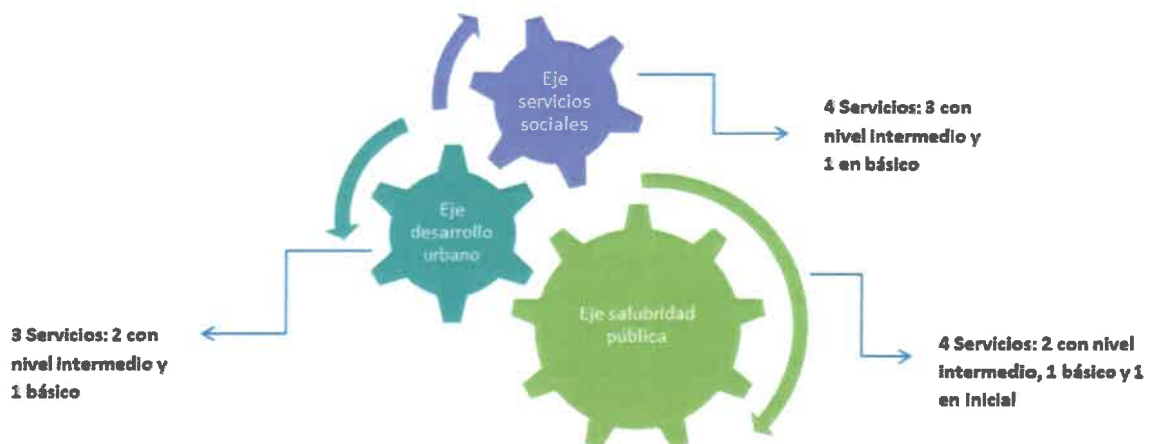 Eje
servicios
sociales
4 Servicios: 3 con
nivel intermedio y
1 en básico
Eje
desarrollo
urbano
3 Servicios: 2 con
nivel intermedio y
1 básico
Eje salubridad
pública
4 Servicios: 2 con nivel
intermedio, 1 básico y 1
en inicial